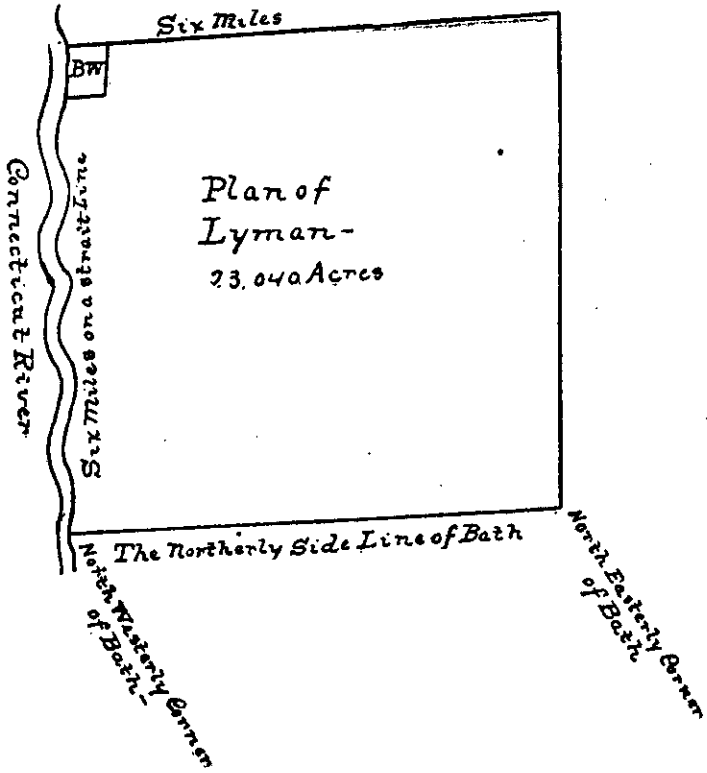 Six Miles
BW
Connecticut River
Six Miles on a strait Line
Plan of
Lyman-
23,040 Acres
The Northerly Side Line of Bath
North Westerly Corner
of Bath-
North Easterly Corner
of Bath